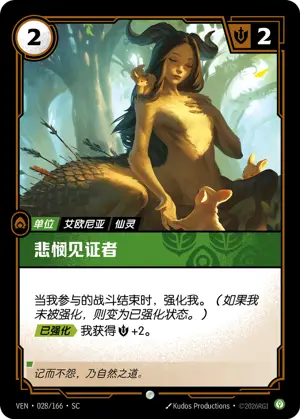 2
2
单位 艾欧尼亚 仙灵
悲悯见证者
当我参与的战斗结束时，强化我。（如果我
未被强化，则变为已强化状态。）
已强化 我获得 +2。
记而不怨，乃自然之道。
VEN • 028/166 • SC
Kudos Productions • ©2026RGI